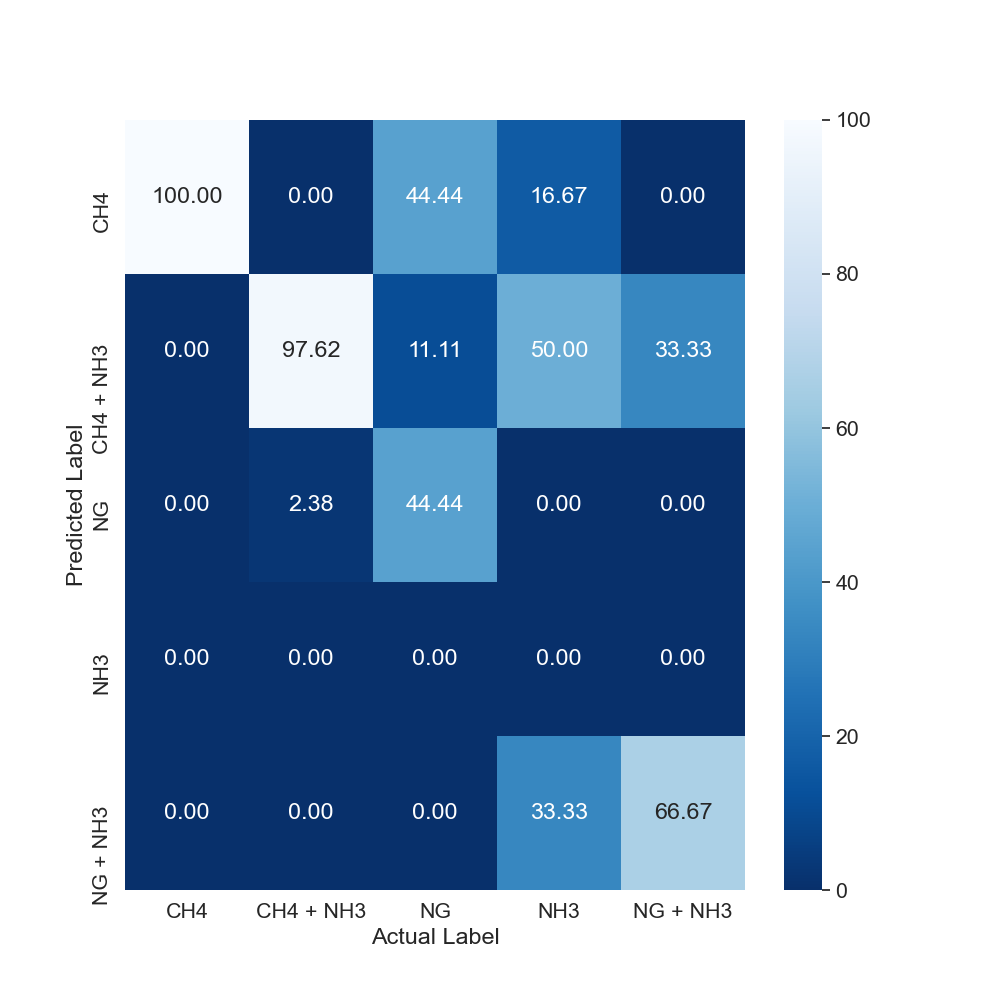 100
80
60
40
20
0
Predicted Label
CH4
CH4 + NH3
NG
NH3
NG + NH3
100.00 0.00 44.44 16.67 0.00
0.00 97.62 11.11 50.00 33.33
0.00 2.38 44.44 0.00 0.00
0.00 0.00 0.00 0.00 0.00
0.00 0.00 0.00 33.33 66.67
CH4 CH4 + NH3 NG NH3 NG + NH3
Actual Label